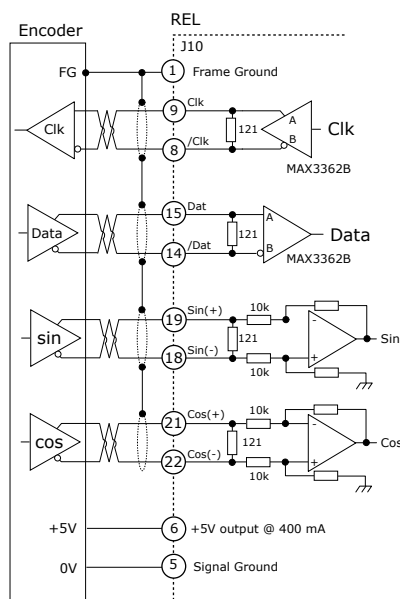 Encoder
REL
J10
FG
1
Frame Ground
9
Clk
Clk
121
A
B
Clk
8
/Clk
MAX3362B
15
Dat
Data
121
A
B
Data
14
/Dat
MAX3362B
19
Sin(+)
10k
sin
121
-
+
Sin
18
Sin(-)
10k
21
Cos(+)
10k
cos
121
-
+
Cos
22
Cos(-)
10k
+5V
6
+5V output @ 400 mA
0V
5
Signal Ground